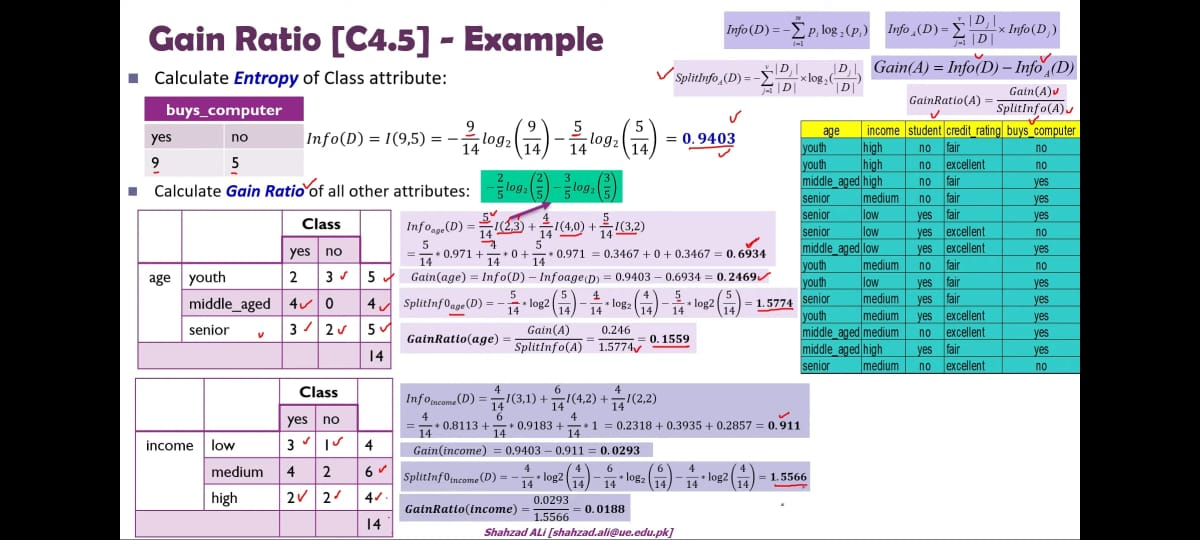 Gain Ratio [C4.5] - Example
Info(D) = -∑ᵢ₌₁ᵐ pᵢ log₂(pᵢ)
Info_A(D) = ∑ⱼ₌₁ᵛ |Dⱼ|/|D| × Info(Dⱼ)
SplitInfo_A(D) = -∑ⱼ₌₁ᵛ |Dⱼ|/|D| × log₂(|Dⱼ|/|D|)
Gain(A) = Info(D) − Info_A(D)
GainRatio(A) = Gain(A)/SplitInfo(A)
Calculate Entropy of Class attribute:
buys_computer
yes no
9 5
Info(D) = I(9,5) = −9/14 log₂(9/14) − 5/14 log₂(5/14) = 0.9403
Calculate Gain Ratio of all other attributes:
−2/5 log₂(2/5) − 3/5 log₂(3/5)
Class
yes no
age youth 2 3 5
middle_aged 4 0 4
senior 3 2 5
14
Info_age(D) = 5/14 I(2,3) + 4/14 I(4,0) + 5/14 I(3,2)
= 5/14 * 0.971 + 4/14 * 0 + 5/14 * 0.971 = 0.3467 + 0 + 0.3467 = 0.6934
Gain(age) = Info(D) − Infoage(D) = 0.9403 − 0.6934 = 0.2469
SplitInf0_age(D) = −5/14 * log2(5/14) − 4/14 * log₂(4/14) − 5/14 * log2(5/14) = 1.5774
GainRatio(age) = Gain(A)/SplitInfo(A) = 0.246/1.5774 = 0.1559
Class
yes no
income low 3 1 4
medium 4 2 6
high 2 2 4
14
Info_income(D) = 4/14 I(3,1) + 6/14 I(4,2) + 4/14 I(2,2)
= 4/14 * 0.8113 + 6/14 * 0.9183 + 4/14 * 1 = 0.2318 + 0.3935 + 0.2857 = 0.911
Gain(income) = 0.9403 − 0.911 = 0.0293
SplitInf0_income(D) = −4/14 * log2(4/14) − 6/14 * log₂(6/14) − 4/14 * log2(4/14) = 1.5566
GainRatio(income) = 0.0293/1.5566 = 0.0188
age income student credit_rating buys_computer
youth high no fair no
youth high no excellent no
middle_aged high no fair yes
senior medium no fair yes
senior low yes fair yes
senior low yes excellent no
middle_aged low yes excellent yes
youth medium no fair no
youth low yes fair yes
senior medium yes fair yes
youth medium yes excellent yes
middle_aged medium no excellent yes
middle_aged high yes fair yes
senior medium no excellent no
Shahzad ALi [shahzad.ali@ue.edu.pk]